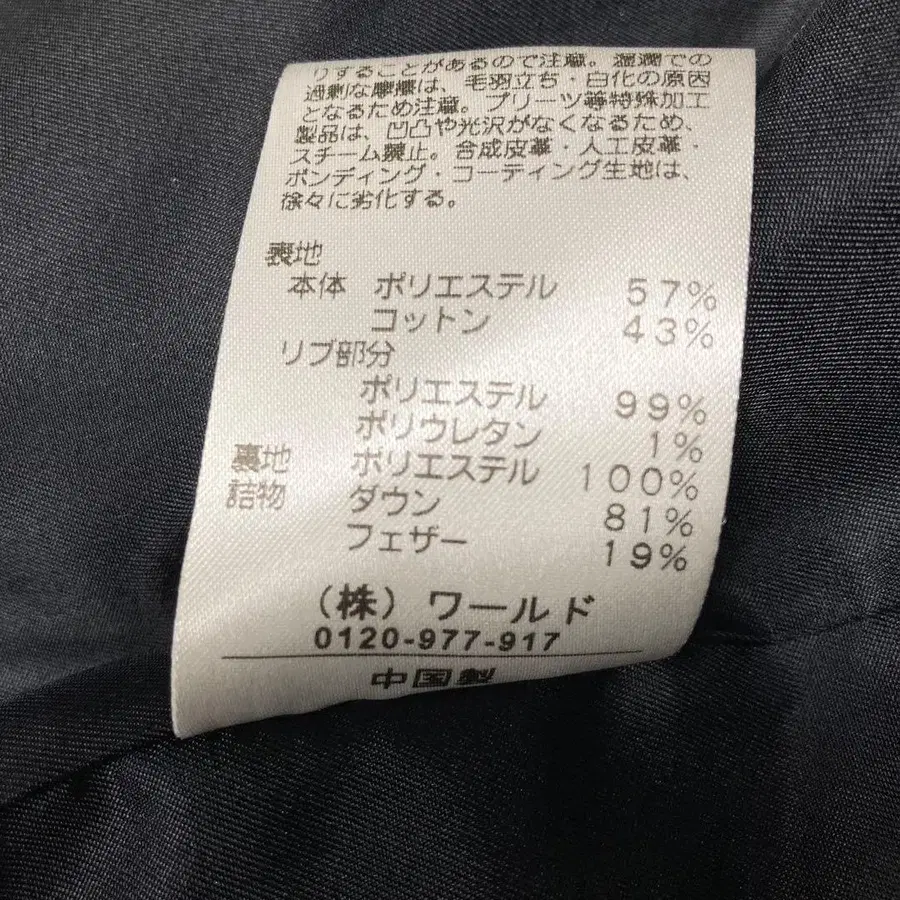 りすることがあるので注意。湿潤での
過剰な摩擦は、毛羽立ち・白化の原因
となるため注意。プリーツ等特殊加工
製品は、凹凸や光沢がなくなるため、
スチーム禁止。合成皮革・人工皮革・
ボンディング・コーティング生地は、
徐々に劣化する。
表地
本体 ポリエステル 57%
コットン 43%
リブ部分
ポリエステル 99%
ポリウレタン 1%
裏地 ポリエステル 100%
詰物 ダウン 81%
フェザー 19%
(株)ワールド
0120-977-917
中国製